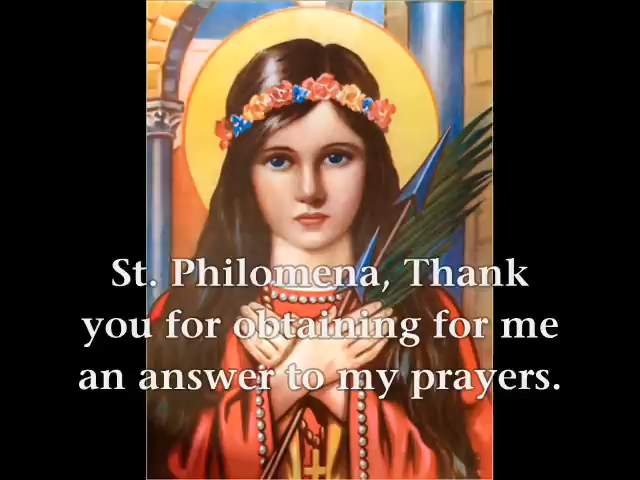 St. Philomena, Thank
you for obtaining for me
an answer to my prayers.